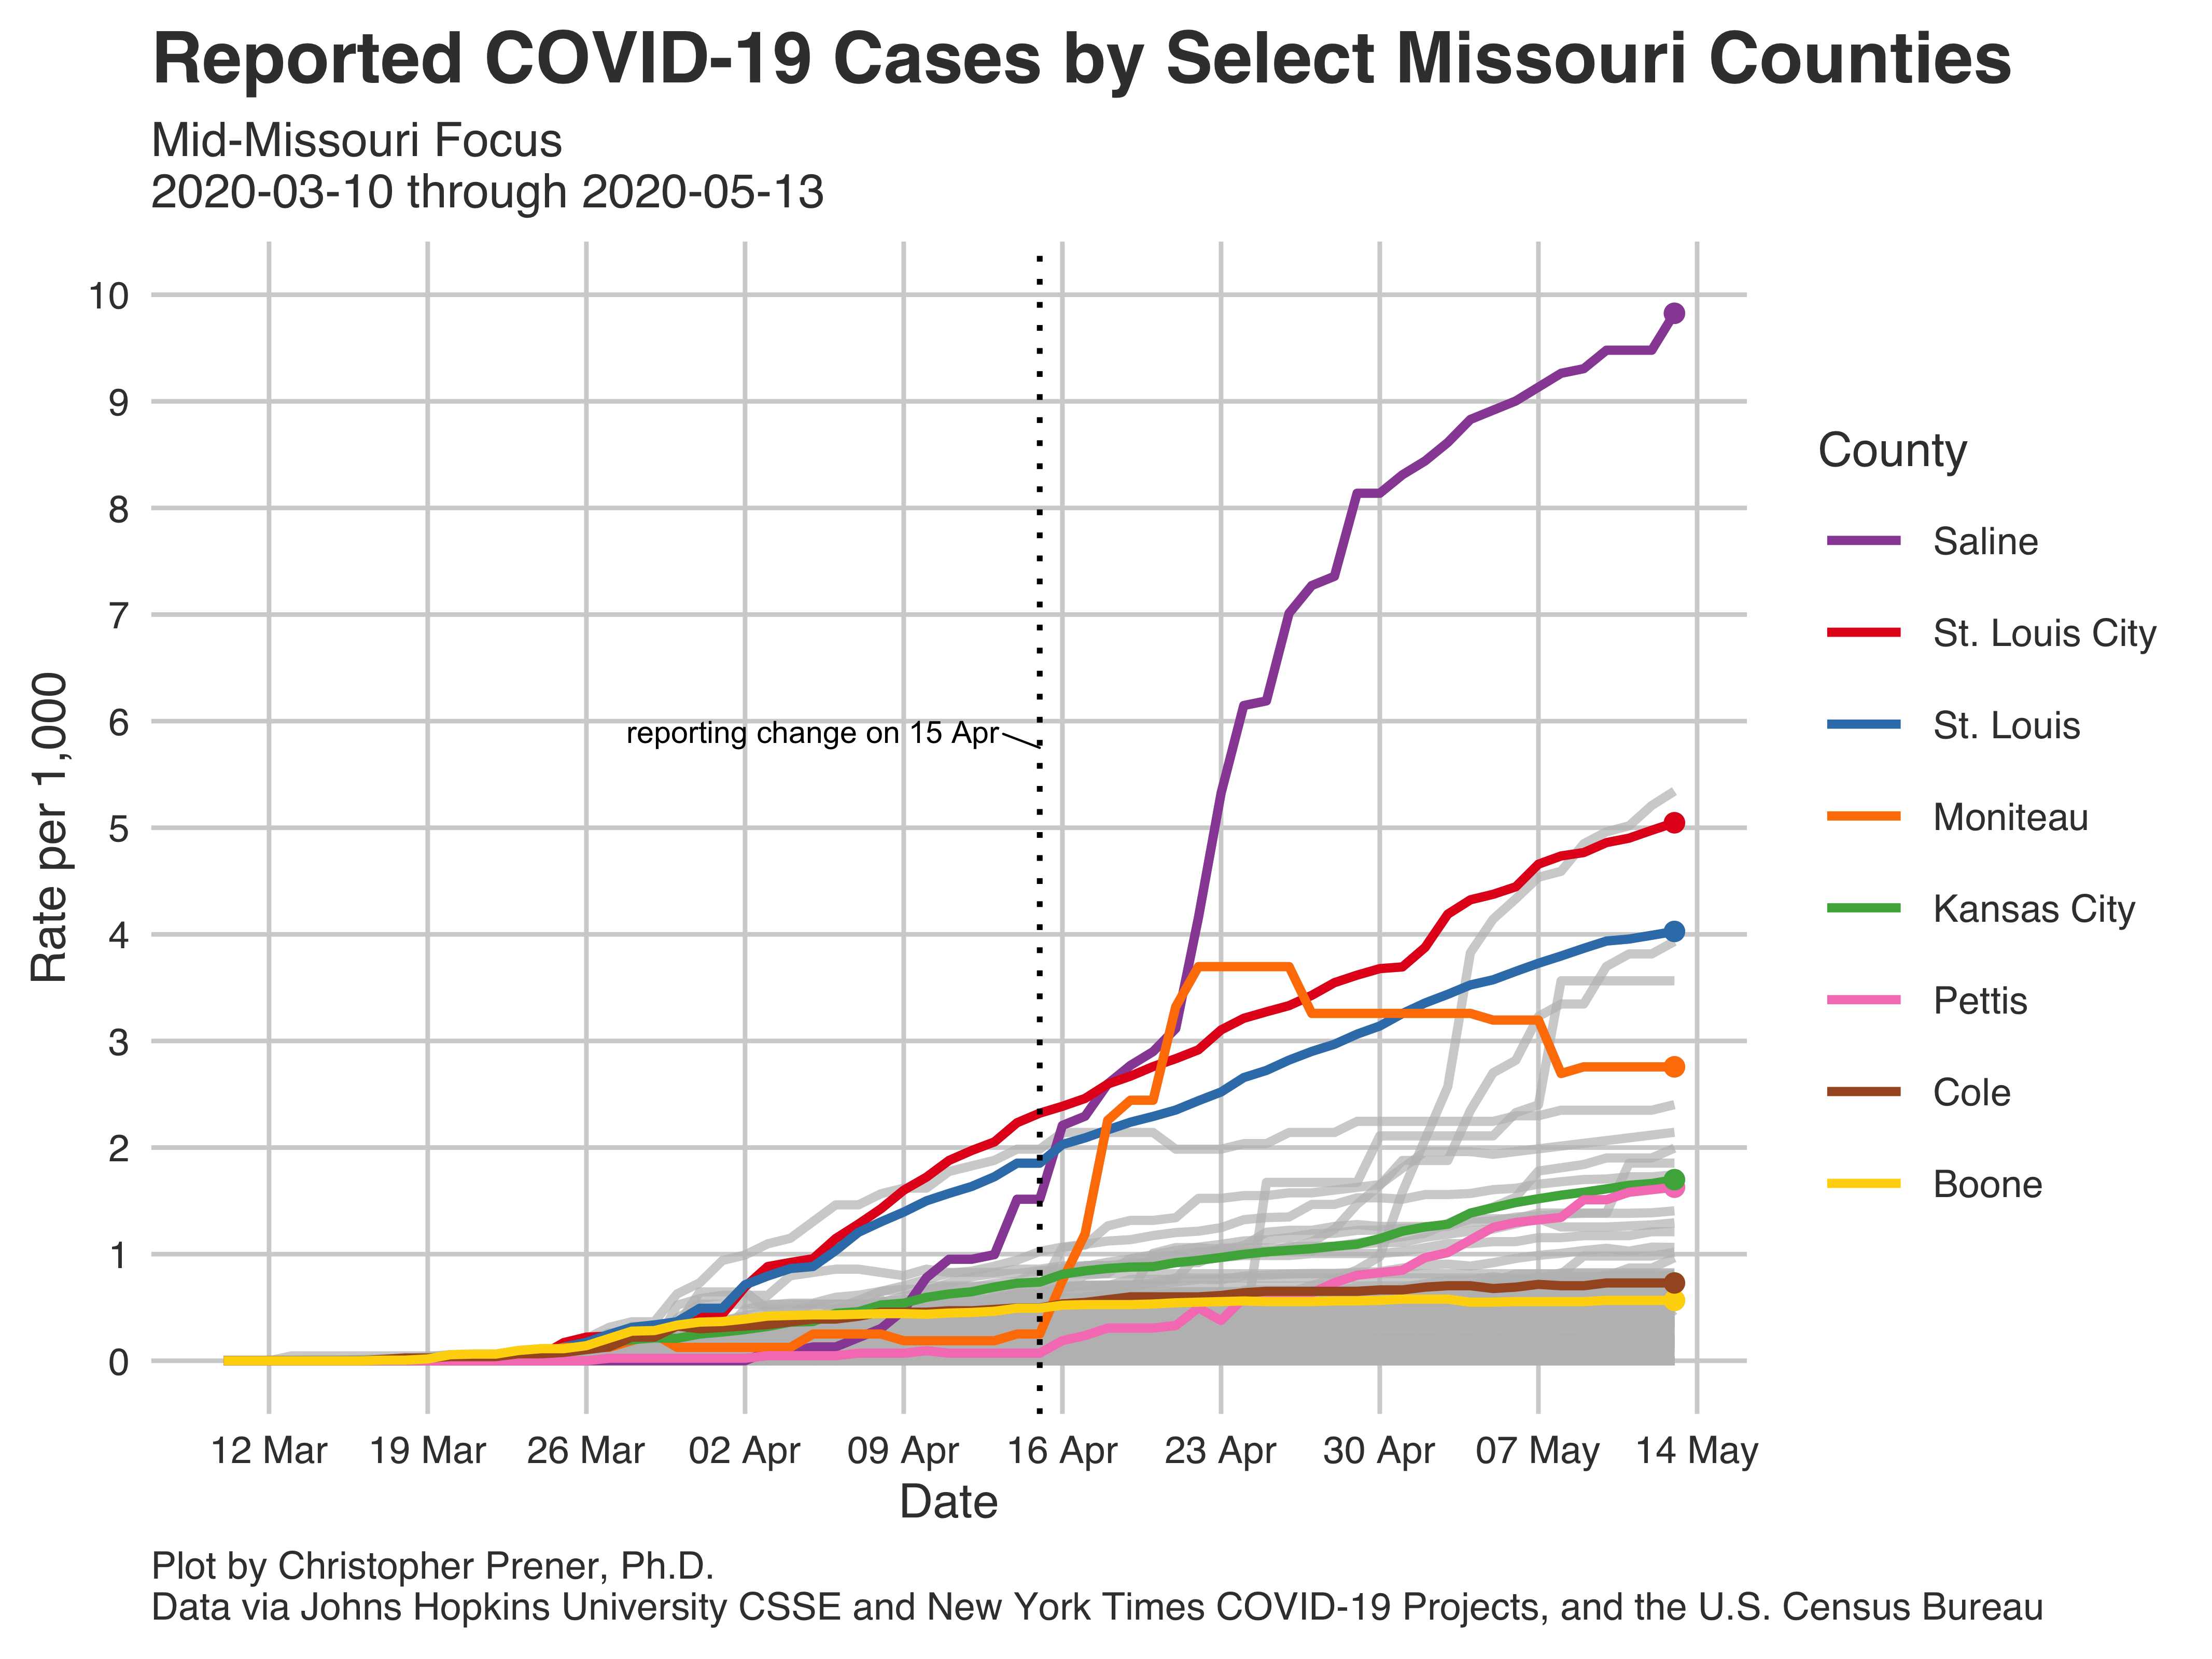 Reported COVID-19 Cases by Select Missouri Counties
Mid-Missouri Focus
2020-03-10 through 2020-05-13
10
9
8
7
6
5
4
3
2
1
0
Rate per 1,000
reporting change on 15 Apr
12 Mar
19 Mar
26 Mar
02 Apr
09 Apr
16 Apr
23 Apr
30 Apr
07 May
14 May
Date
County
Saline
St. Louis City
St. Louis
Moniteau
Kansas City
Pettis
Cole
Boone
Plot by Christopher Prener, Ph.D.
Data via Johns Hopkins University CSSE and New York Times COVID-19 Projects, and the U.S. Census Bureau